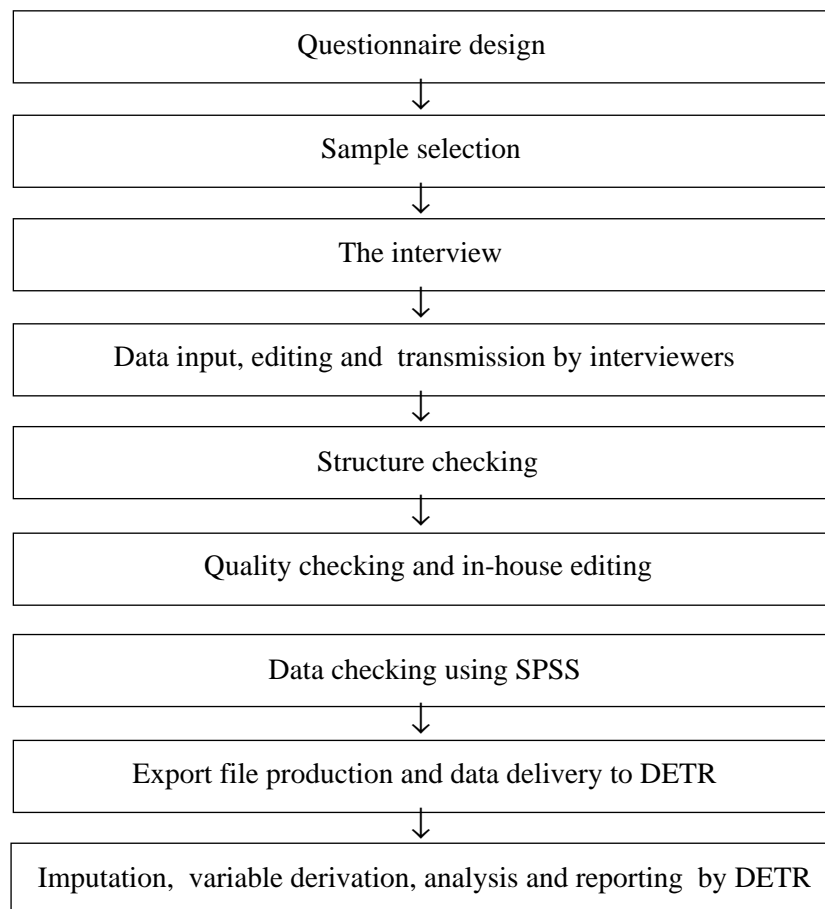 Questionnaire design
Sample selection
The interview
Data input, editing and transmission by interviewers
Structure checking
Quality checking and in-house editing
Data checking using SPSS
Export file production and data delivery to DETR
Imputation, variable derivation, analysis and reporting by DETR